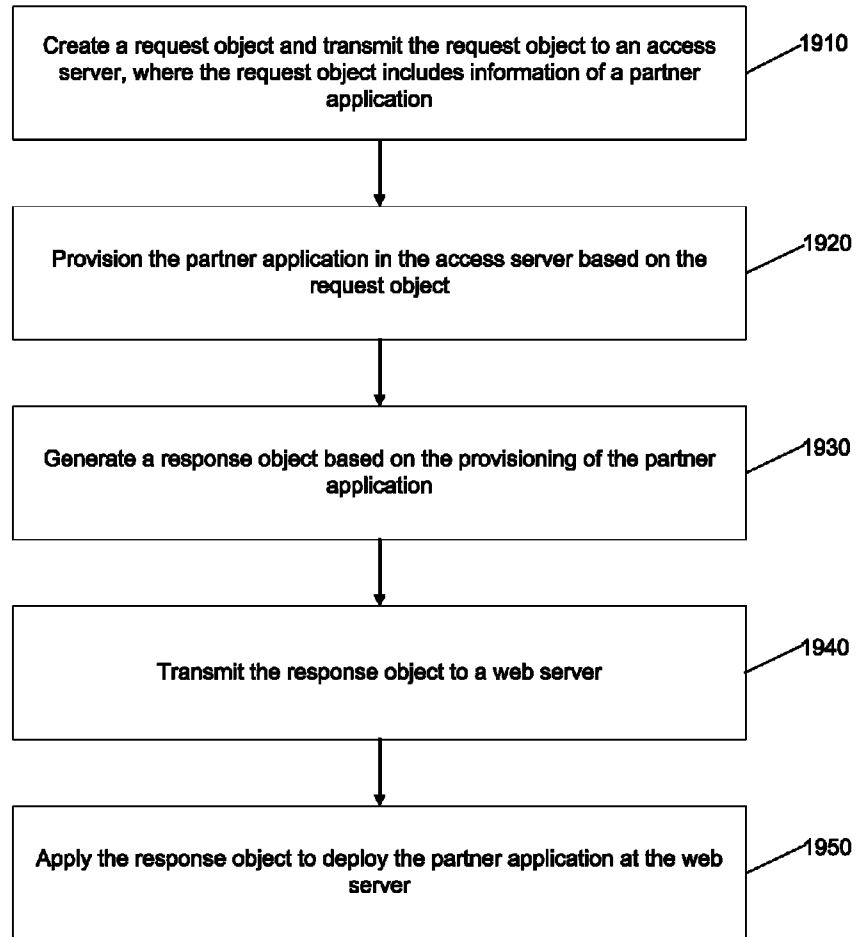 Create a request object and transmit the request object to an access
server, where the request object includes information of a partner
application
1910
Provision the partner application in the access server based on the
request object
1920
Generate a response object based on the provisioning of the partner
application
1930
Transmit the response object to a web server
1940
Apply the response object to deploy the partner application at the web
server
1950